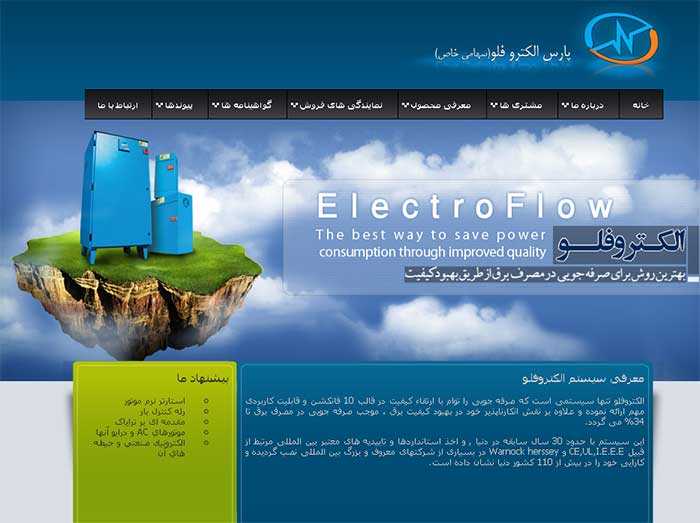 پارس الکترو فلو(سهامی خاص)
خانه درباره ما مشتری ها معرفی محصول نمایندگی های فروش گواهینامه ها پیوندها ارتباط با ما
ElectroFlow
The best way to save power
consumption through improved quality
الکتروفلو
بهترین روش برای صرفه جویی در مصرف برق از طریق بهبود کیفیت
معرفی سیستم الکتروفلو
الکتروفلو تنها سیستمی است که صرفه جویی را توام با ارتقاء کیفیت در قالب 10 فانکشن و قابلیت کاربردی
مهم ارائه نموده و علاوه بر نقش انکارناپذیر خود در بهبود کیفیت برق ، موجب صرفه جویی در مصرف برق تا
34% می گردد.
این سیستم با حدود 30 سال سابقه در دنیا ، و اخذ استانداردها و تاییدیه های معتبر بین المللی مرتبط از
قبیل CE,UL,I.E.E.E و Warnock hersey در بسیاری از شرکتهای معروف و بزرگ بین المللی نصب گردیده و
کارایی خود را در بیش از 110 کشور دنیا نشان داده است.
پیشنهاد ما
استارتر نرم موتور
رله کنترل بار
مقدمه ای بر ترایاک
موتورهای AC و درایو آنها
الکترونیک صنعتی و حیطه
های آن